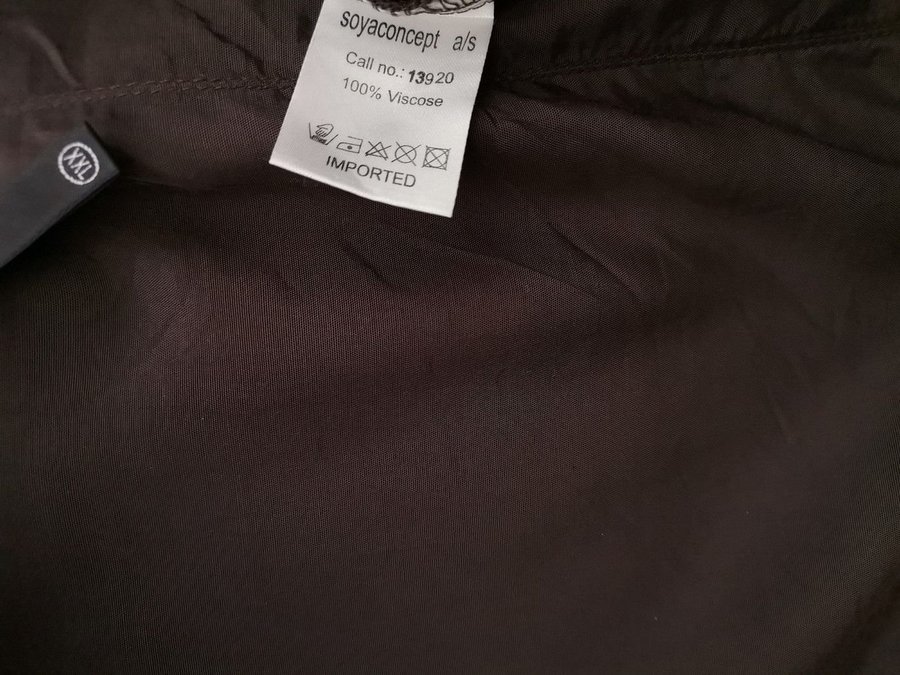 soyaconcept a/s
Call no.: 13920
100% Viscose
IMPORTED
XXL